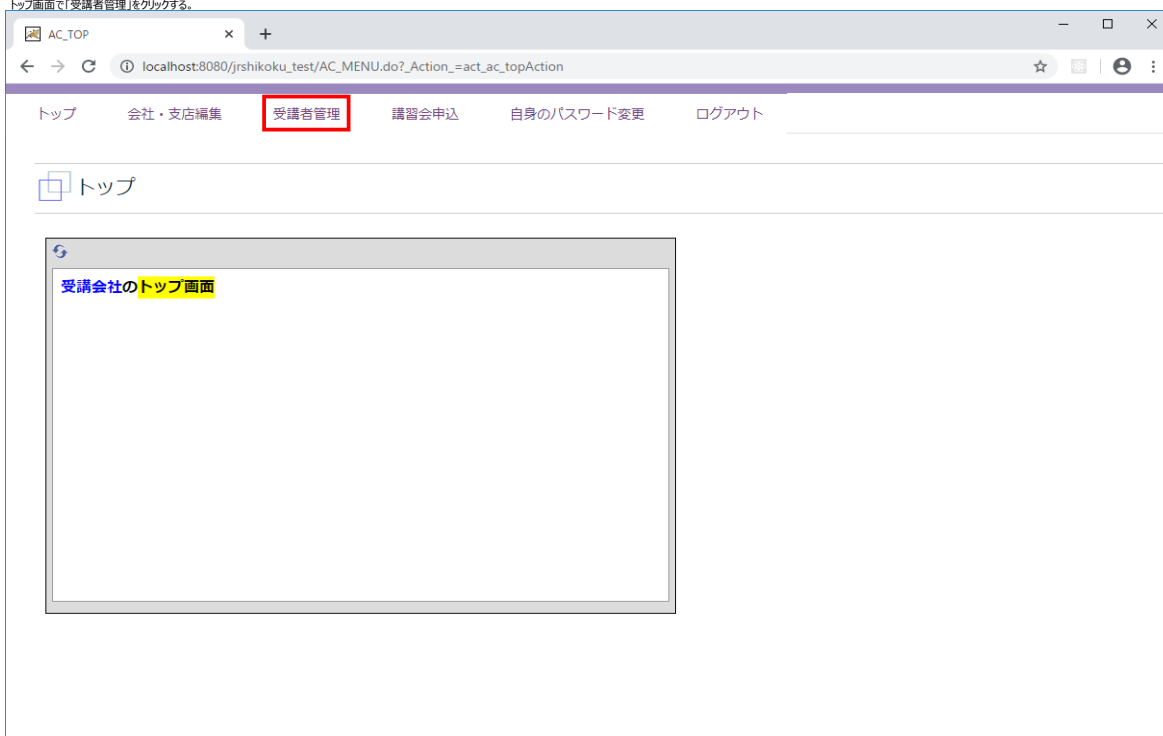 トップ画面で「受講者管理」をクリックする。
AC_TOP
localhost:8080/jrshikoku_test/AC_MENU.do?_Action_=act_ac_topAction
トップ 会社・支店編集 受講者管理 講習会申込 自身のパスワード変更 ログアウト
トップ
受講会社のトップ画面